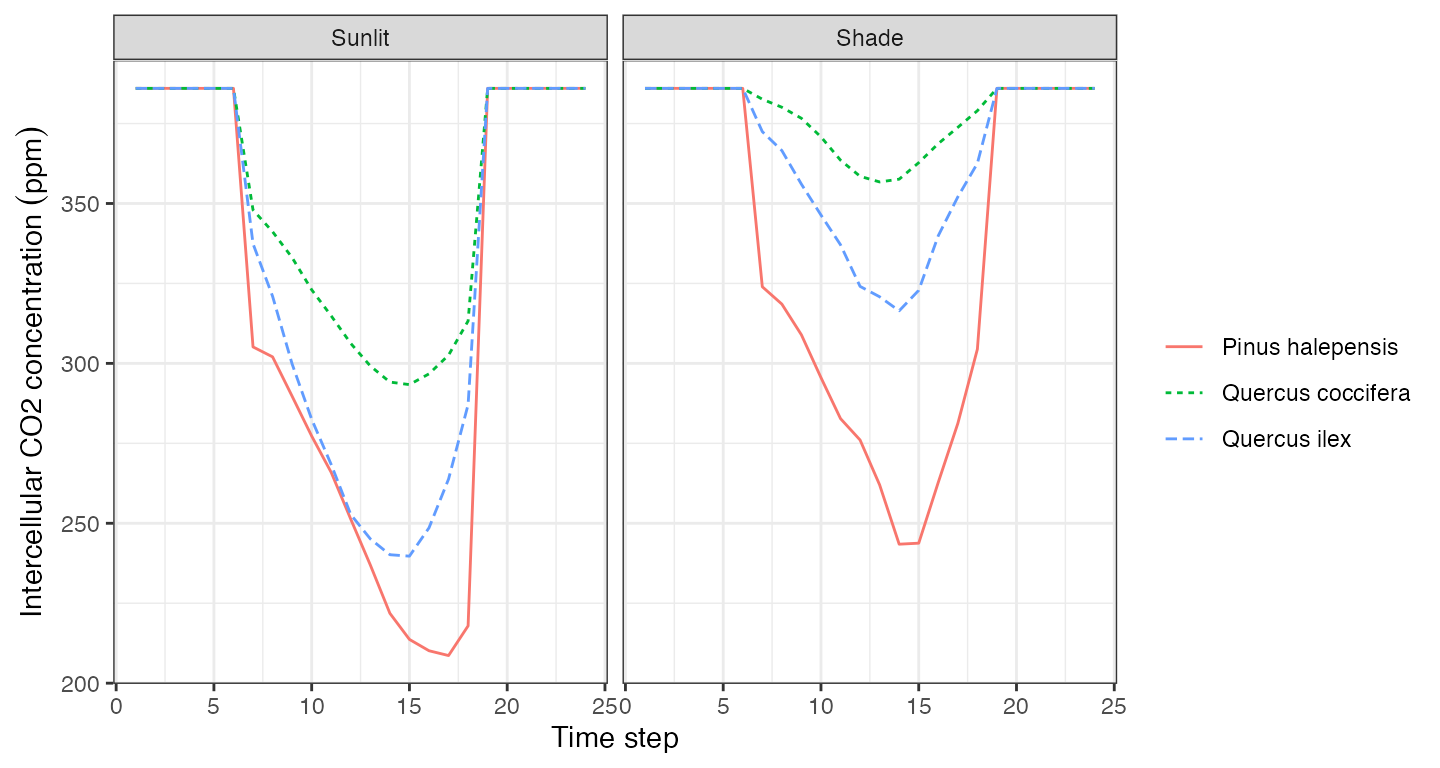 Sunlit Shade
Intercellular CO2 concentration (ppm)
350
300
250
200
0 5 10 15 20 25 0 5 10 15 20 25
Time step
Pinus halepensis
Quercus coccifera
Quercus ilex